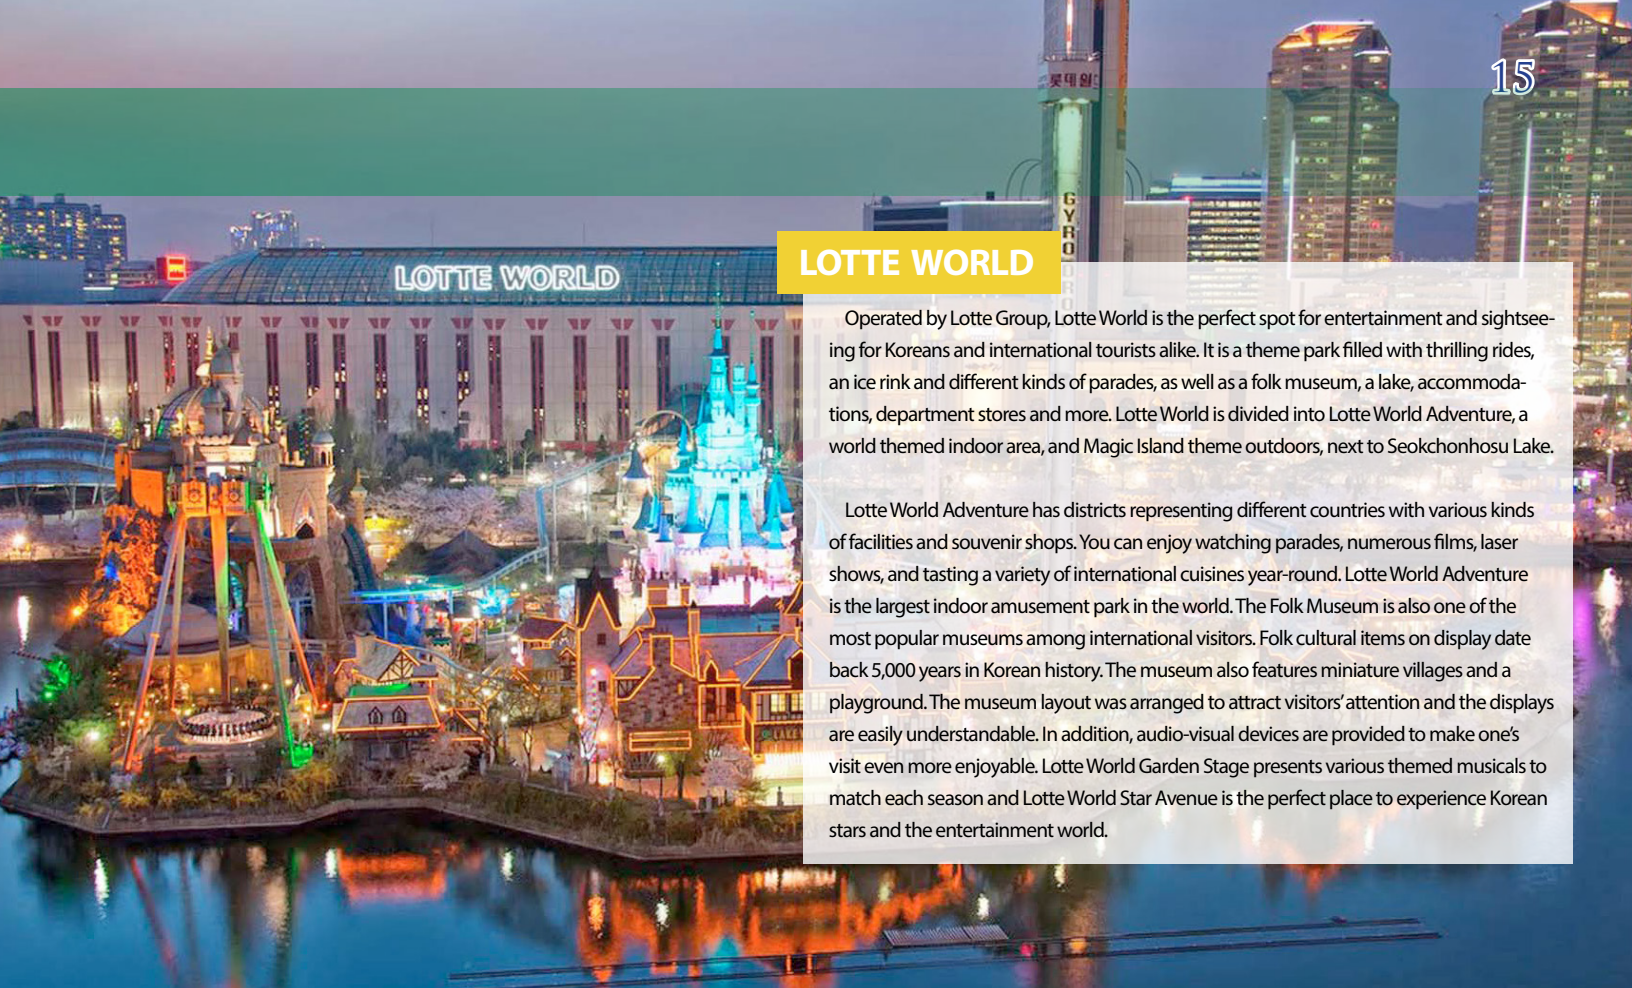 15
롯데월
GYRO
LOTTE WORLD
LOTTE WORLD
Operated by Lotte Group, Lotte World is the perfect spot for entertainment and sightsee-
ing for Koreans and international tourists alike. It is a theme park filled with thrilling rides,
an ice rink and different kinds of parades, as well as a folk museum, a lake, accommoda-
tions, department stores and more. Lotte World is divided into Lotte World Adventure, a
world themed indoor area, and Magic Island theme outdoors, next to Seokchonhosu Lake.
Lotte World Adventure has districts representing different countries with various kinds
of facilities and souvenir shops. You can enjoy watching parades, numerous films, laser
shows, and tasting a variety of international cuisines year-round. Lotte World Adventure
is the largest indoor amusement park in the world. The Folk Museum is also one of the
most popular museums among international visitors. Folk cultural items on display date
back 5,000 years in Korean history. The museum also features miniature villages and a
playground. The museum layout was arranged to attract visitors’ attention and the displays
are easily understandable. In addition, audio-visual devices are provided to make one’s
visit even more enjoyable. Lotte World Garden Stage presents various themed musicals to
match each season and Lotte World Star Avenue is the perfect place to experience Korean
stars and the entertainment world.